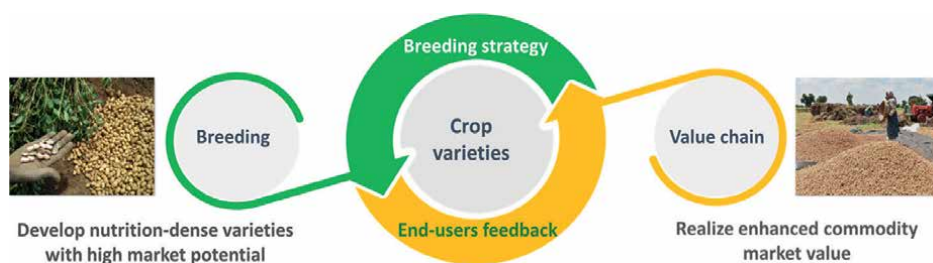 Breeding strategy
Breeding
Crop
varieties
Value chain
End-users feedback
Develop nutrition-dense varieties
with high market potential
Realize enhanced commodity
market value